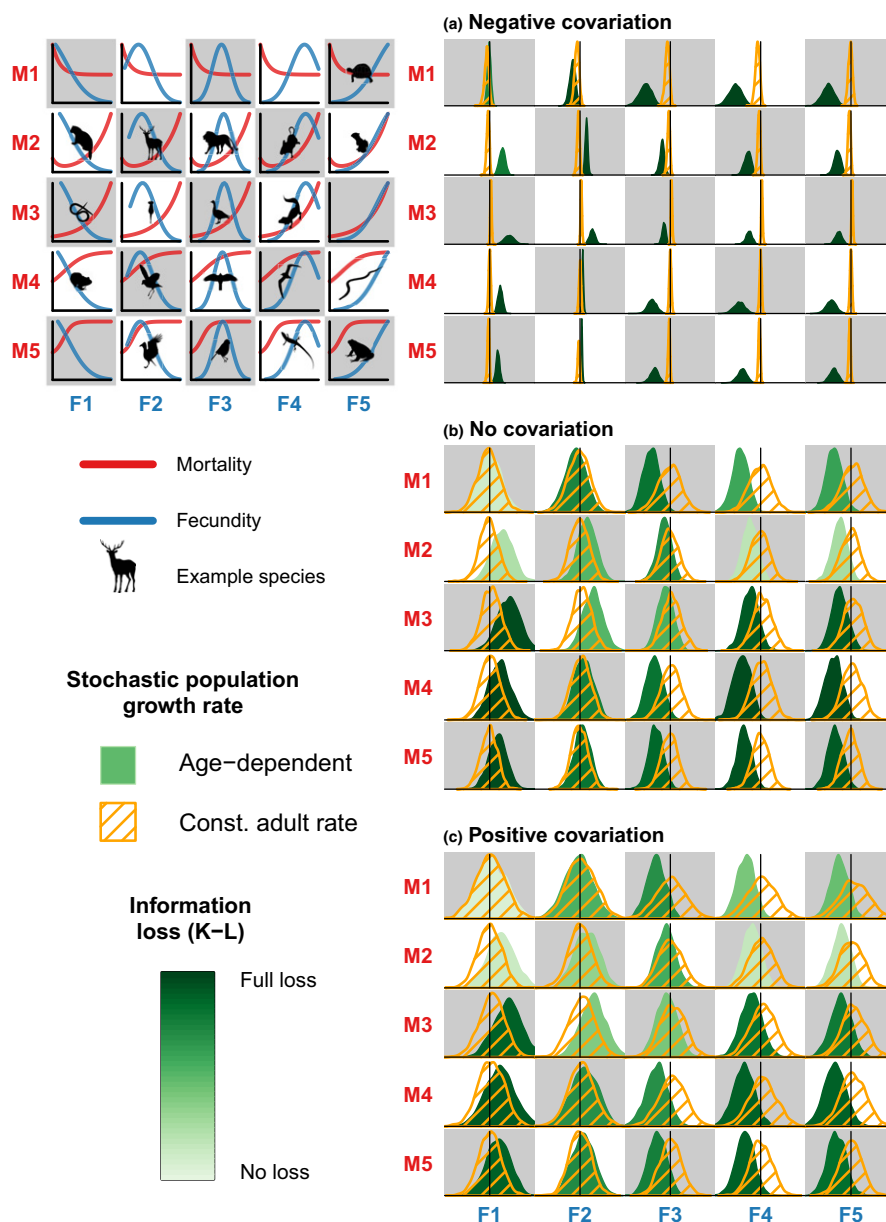 M1
M2
M3
M4
M5
F1 F2 F3 F4 F5
Mortality
Fecundity
Example species
Stochastic population
growth rate
Age−dependent
Const. adult rate
Information
loss (K−L)
Full loss
No loss
(a) Negative covariation
M1
M2
M3
M4
M5
(b) No covariation
M1
M2
M3
M4
M5
(c) Positive covariation
M1
M2
M3
M4
M5
F1 F2 F3 F4 F5